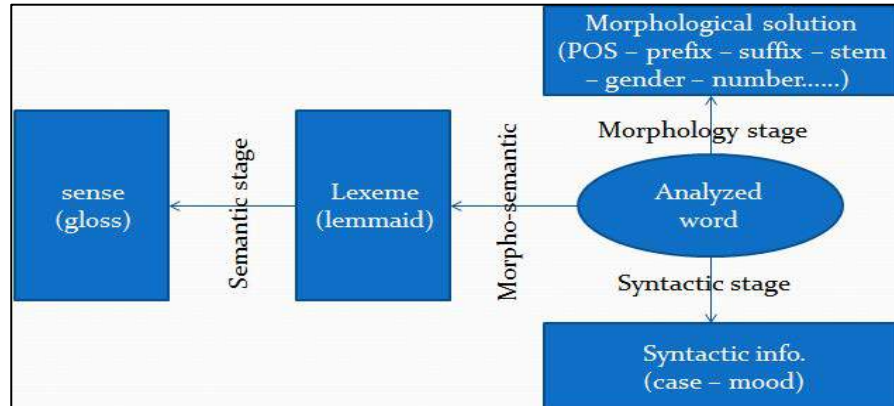 Morphological solution
(POS – prefix – suffix – stem
– gender – number......)
Morphology stage
Analyzed
word
Morpho-semantic
Lexeme
(lemmaid)
Semantic stage
sense
(gloss)
Syntactic stage
Syntactic info.
(case – mood)